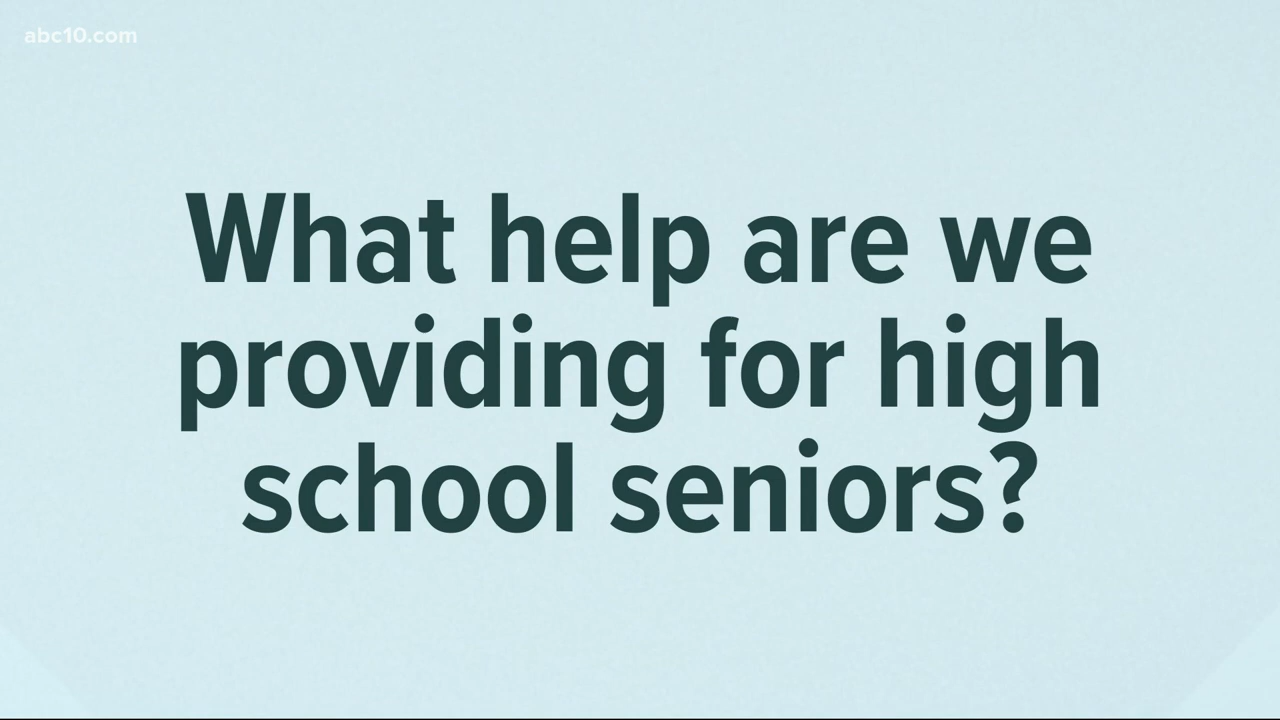 abc10.com
What help are we
providing for high
school seniors?